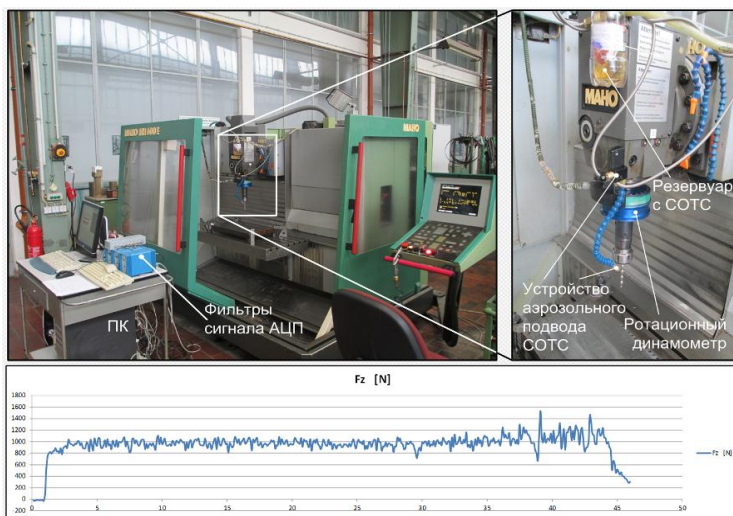 MAHO
MAHO
ПК
Фильтры
сигнала АЦП
Резервуар
с СОТС
Устройство
аэрозольного
подвода
СОТС
Ротационный
динамометр
Fz [N]
1800
1600
1400
1200
1000
800
600
400
200
0
-200
0 5 10 15 20 25 30 35 40 45 50
Fz [N]